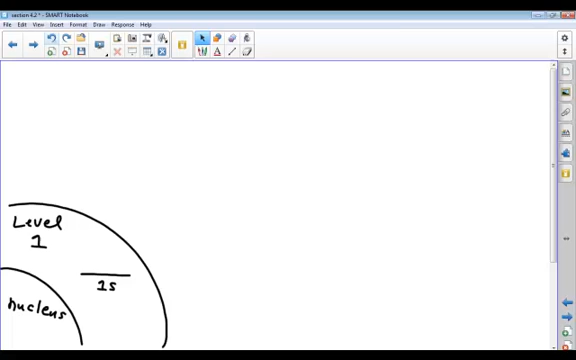 section 4.2 * - SMART Notebook
File Edit View Insert Format Draw Response Help
Level
1
1s
nucleus